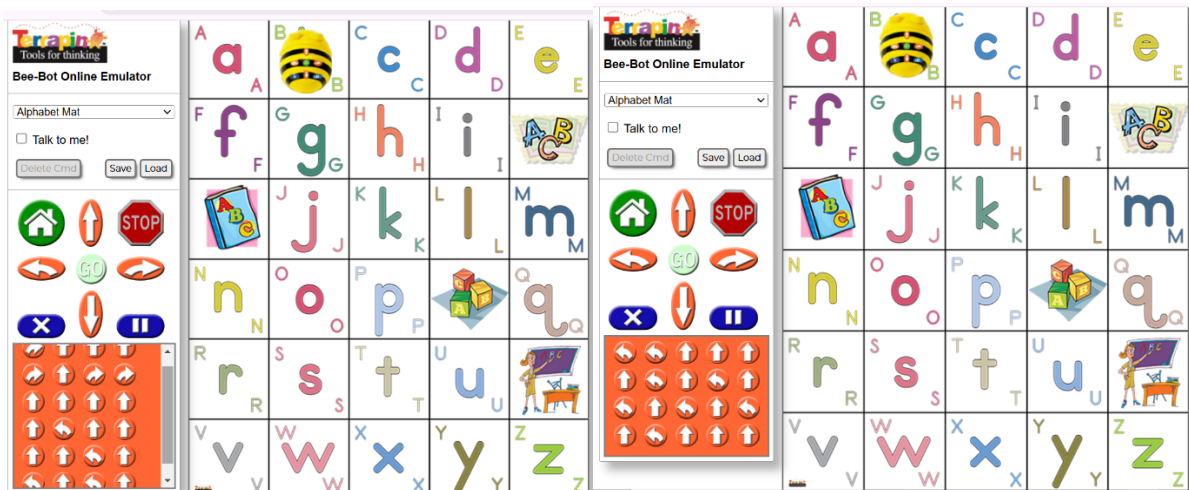 Terrapin
Tools for thinking
Bee-Bot Online Emulator
Alphabet Mat
Talk to me!
Delete Cmd Save Load
STOP
GO
A a A B B C c C D d D E e E
F f F G g G H h H I i I A B C
A B C J j J K k K L l L M m M
N n N O o O P p P C A B Q q Q
R r R S s S T t T U u U A B C
V v V W w W X x X Y y Y Z z Z
Terrapin
Tools for thinking
Bee-Bot Online Emulator
Alphabet Mat
Talk to me!
Delete Cmd Save Load
STOP
GO
A a A B B C c C D d D E e E
F f F G g G H h H I i I A B C
A B C J j J K k K L l L M m M
N n N O o O P p P C A B Q q Q
R r R S s S T t T U u U A B C
V v V W w W X x X Y y Y Z z Z